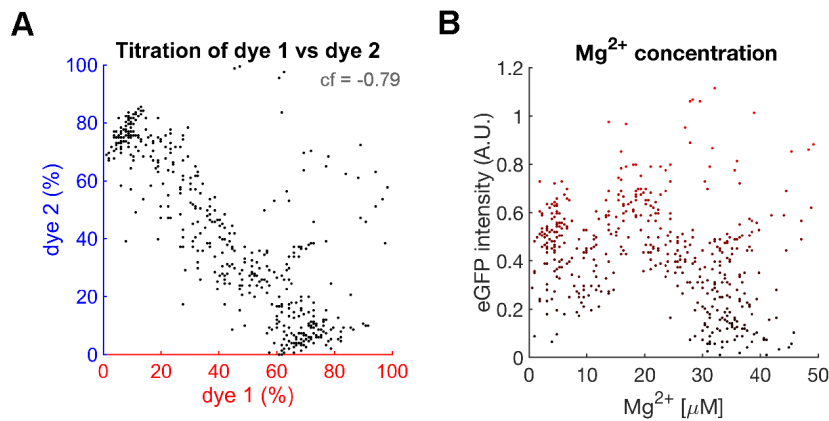 A
Titration of dye 1 vs dye 2
cf = -0.79
100
80
60
40
20
0
dye 2 (%)
0 20 40 60 80 100
dye 1 (%)
B
Mg²⁺ concentration
1.2
1
0.8
0.6
0.4
0.2
0
eGFP intensity (A.U.)
0 10 20 30 40 50
Mg²⁺ [μM]